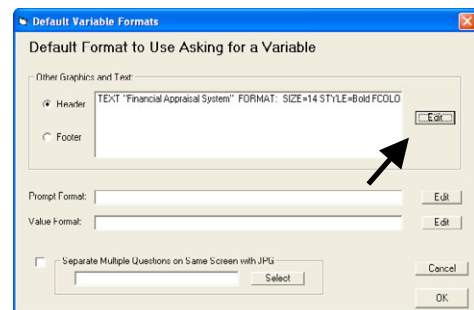 Default Variable Formats
Default Format to Use Asking for a Variable
Other Graphics and Text:
Header
TEXT "Financial Appraisal System" FORMAT: SIZE=14 STYLE=Bold FCOLO
Edit
Footer
Prompt Format:
Edit
Value Format:
Edit
Separate Multiple Questions on Same Screen with JPG
Select
Cancel
OK